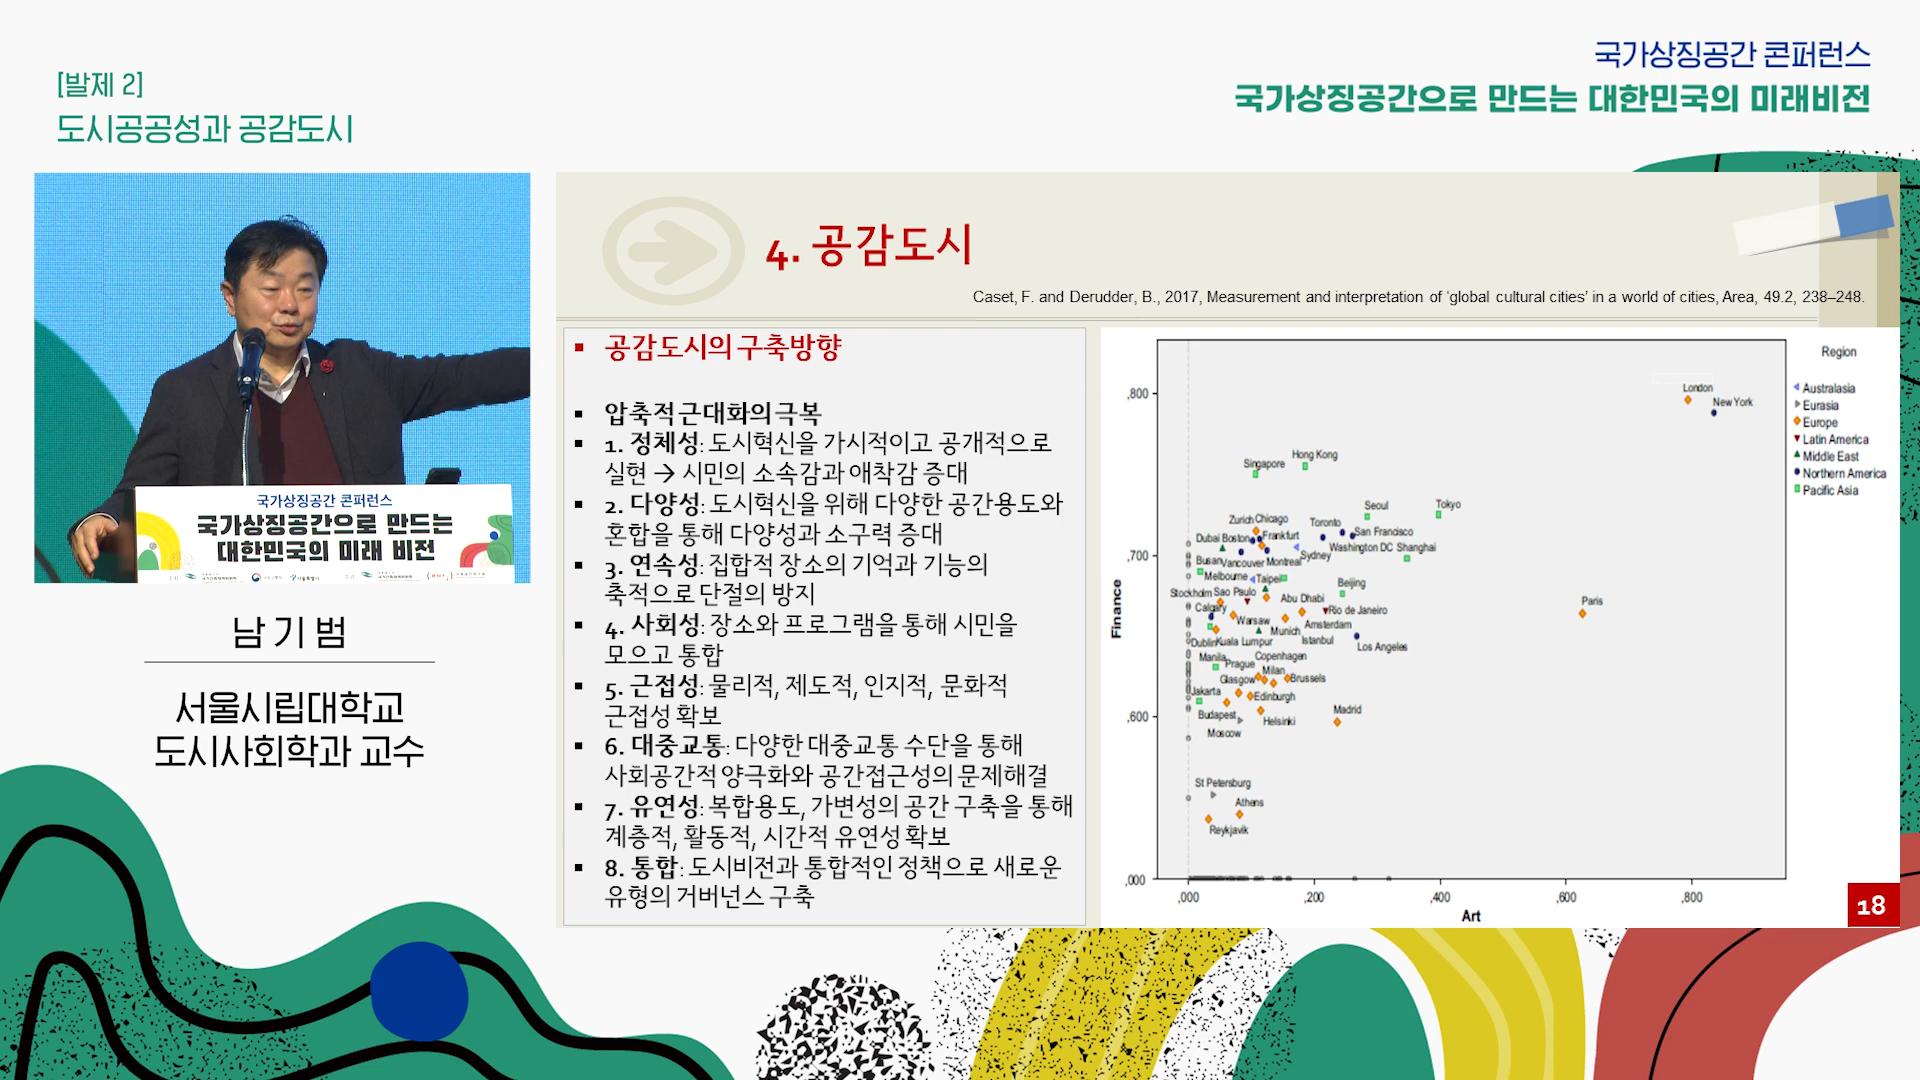 [발제 2]
도시공공성과 공감도시
국가상징공간 콘퍼런스
국가상징공간으로 만드는 대한민국의 미래비전
국가상징공간 콘퍼런스
국가상징공간으로 만드는
대한민국의 미래 비전
남기범
서울시립대학교
도시사회학과 교수
4. 공감도시
Caset, F. and Derudder, B., 2017, Measurement and interpretation of ‘global cultural cities’ in a world of cities, Area, 49.2, 238–248.
▪ 공감도시의 구축방향
▪ 압축적 근대화의 극복
▪ 1. 정체성: 도시혁신을 가시적이고 공개적으로
실현 → 시민의 소속감과 애착감 증대
▪ 2. 다양성: 도시혁신을 위해 다양한 공간용도와
혼합을 통해 다양성과 소구력 증대
▪ 3. 연속성: 집합적 장소의 기억과 기능의
축적으로 단절의 방지
▪ 4. 사회성: 장소와 프로그램을 통해 시민을
모으고 통합
▪ 5. 근접성: 물리적, 제도적, 인지적, 문화적
근접성 확보
▪ 6. 대중교통: 다양한 대중교통 수단을 통해
사회공간적 양극화와 공간접근성의 문제해결
▪ 7. 유연성: 복합용도, 가변성의 공간 구축을 통해
계층적, 활동적, 시간적 유연성 확보
▪ 8. 통합: 도시비전과 통합적인 정책으로 새로운
유형의 거버넌스 구축
Region
Australasia
Eurasia
Europe
Latin America
Middle East
Northern America
Pacific Asia
Finance
,800
,700
,600
,000
London
New York
Hong Kong
Singapore
Seoul
Tokyo
Zurich Chicago
Toronto
San Francisco
Dubai Boston Frankfurt
Washington DC Shanghai
Sydney
Busan Vancouver Montreal
Melbourne Taipei
Beijing
Stockholm Sao Paulo
Abu Dhabi
Paris
Calgary
Rio de Janeiro
Warsaw
Amsterdam
Munich
Dublin Kuala Lumpur
Istanbul
Los Angeles
Manila
Copenhagen
Prague
Milan
Glasgow
Brussels
Jakarta
Edinburgh
Budapest
Helsinki
Madrid
Moscow
St Petersburg
Athens
Reykjavik
,000 ,200 ,400 ,600 ,800
Art
18